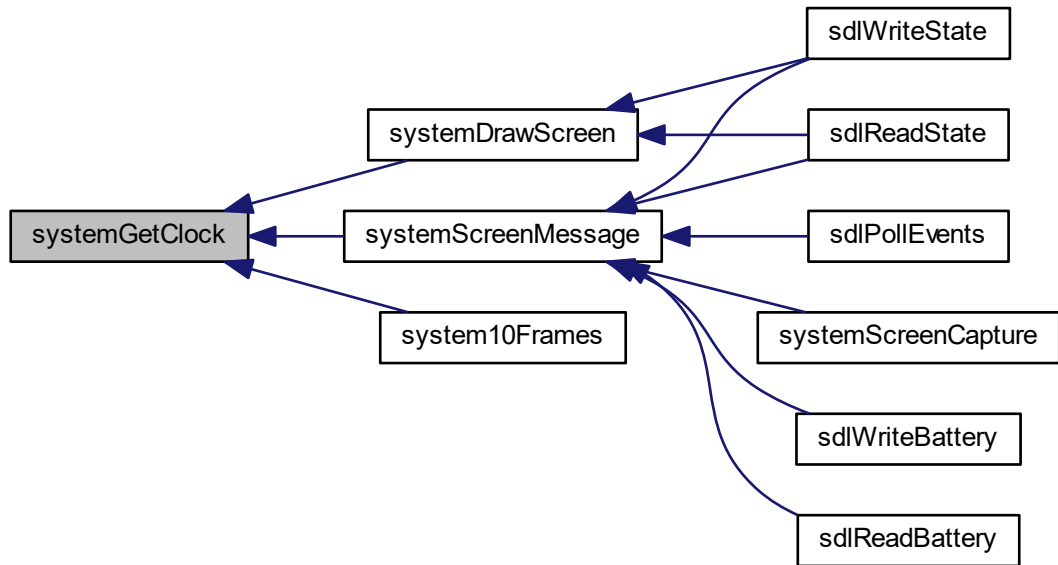 sdlWriteState
systemDrawScreen
sdlReadState
systemGetClock
systemScreenMessage
sdlPollEvents
system10Frames
systemScreenCapture
sdlWriteBattery
sdlReadBattery